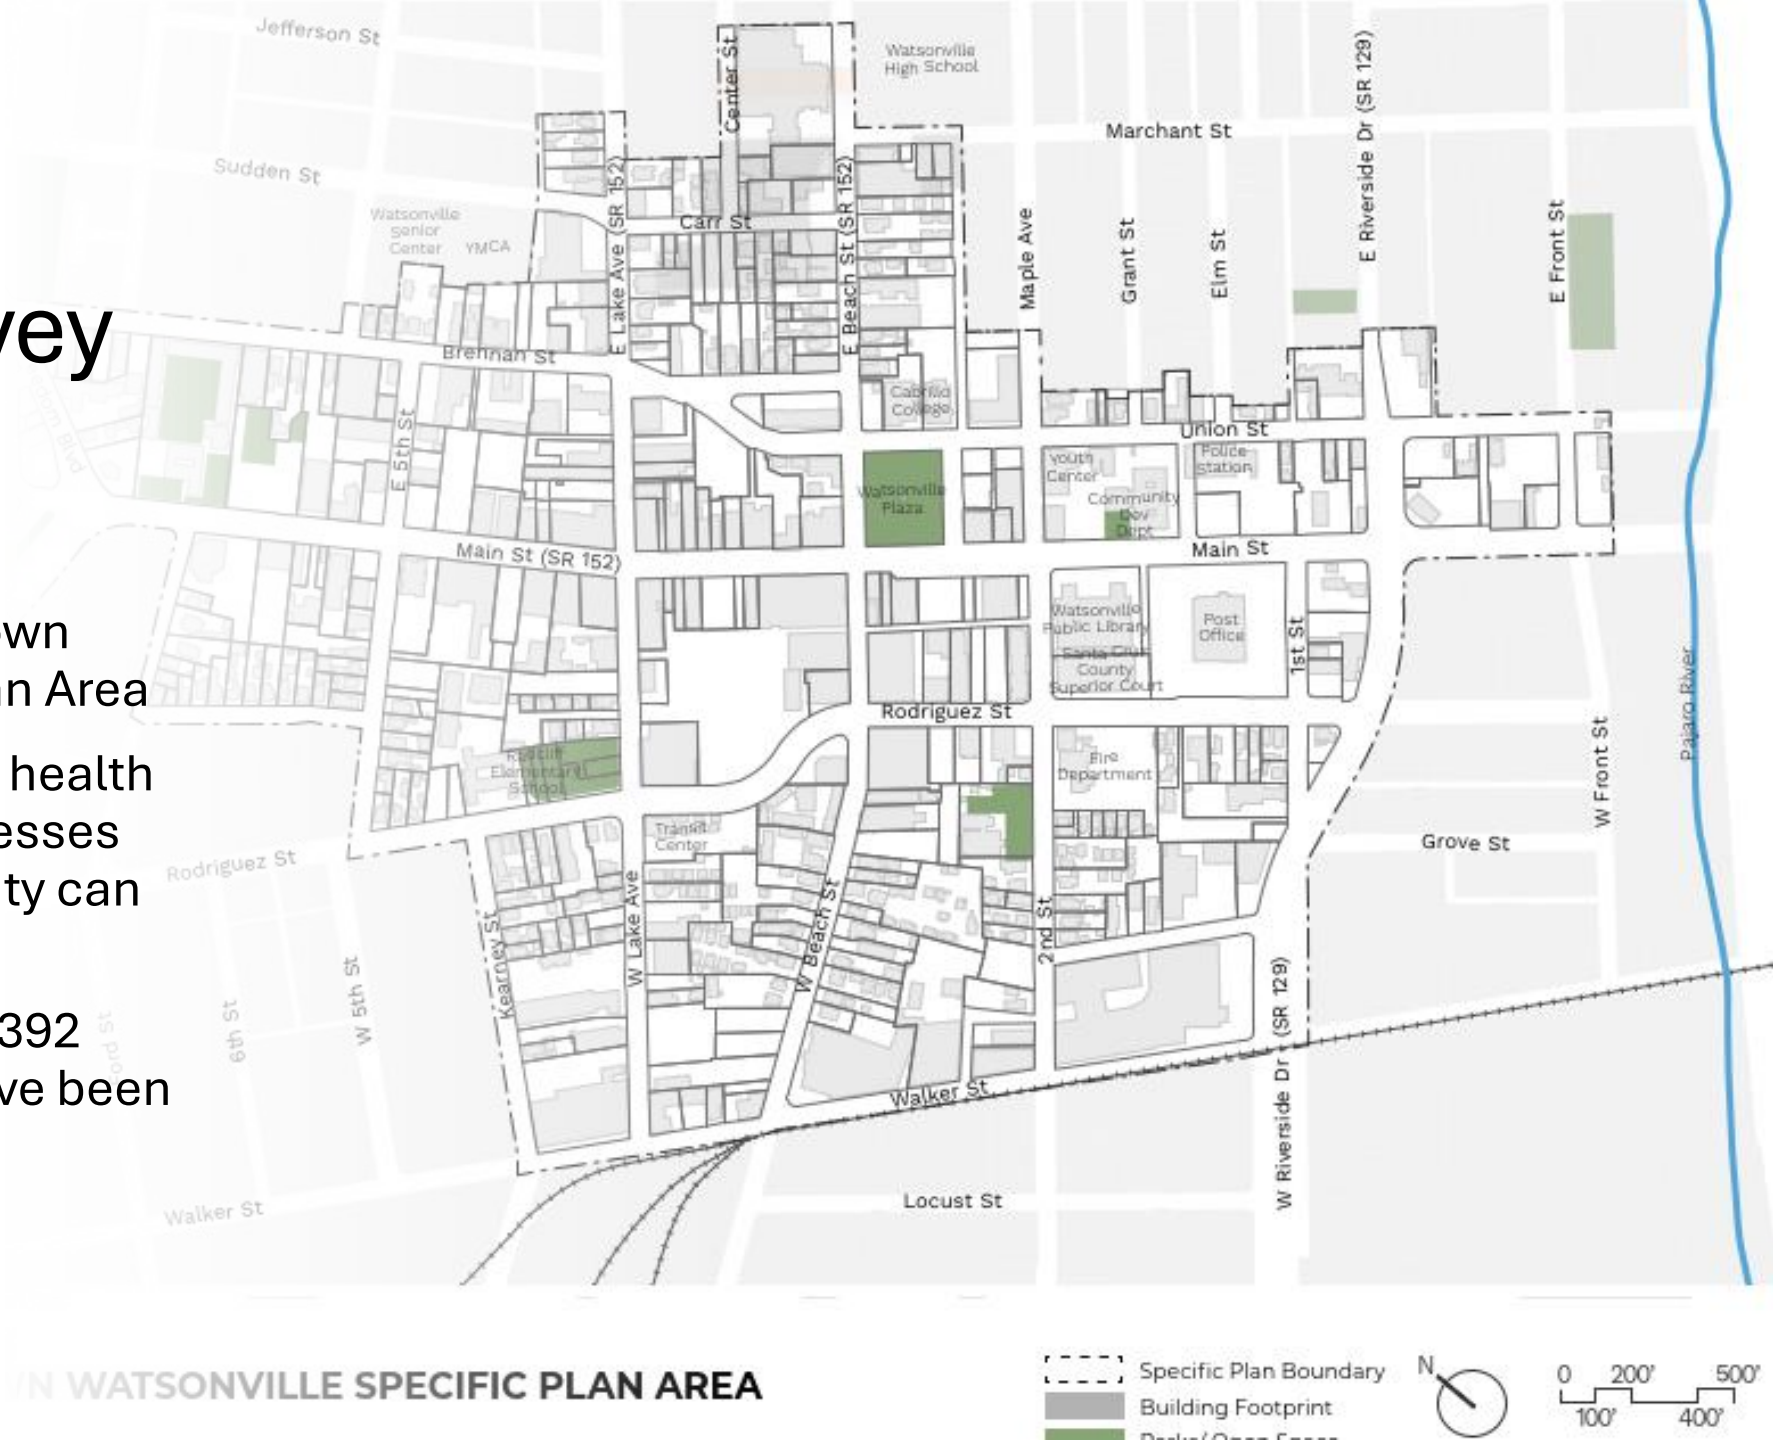 vey
own
an Area
health
esses
ty can
392
ve been
Jefferson St
Sudden St
Watsonville
Senior
Center
YMCA
Center St
Watsonville
High School
Marchant St
E Riverside Dr (SR 129)
E Lake Ave (SR 152)
Carr St
E Beach St (SR 152)
Maple Ave
Grant St
Elm St
E Front St
Brennan St
Cabrillo
College
Union St
E 5th St
Watsonville
Plaza
Youth
Center
Police
Station
Community
Dev
Dept
Main St (SR 152)
Main St
Watsonville
Public Library
Santa Cruz
County
Superior Court
Post
Office
1st St
Pajaro River
Rodriguez St
Elementary
School
Fire
Department
W Front St
Transit
Center
Grove St
Rodriguez St
Kearney St
W Lake Ave
W Beach St
2nd St
W 5th St
6th St
W Riverside Dr (SR 129)
Walker St
Walker St
Locust St
WATSONVILLE SPECIFIC PLAN AREA
Specific Plan Boundary
Building Footprint
N
0 200' 500'
100' 400'